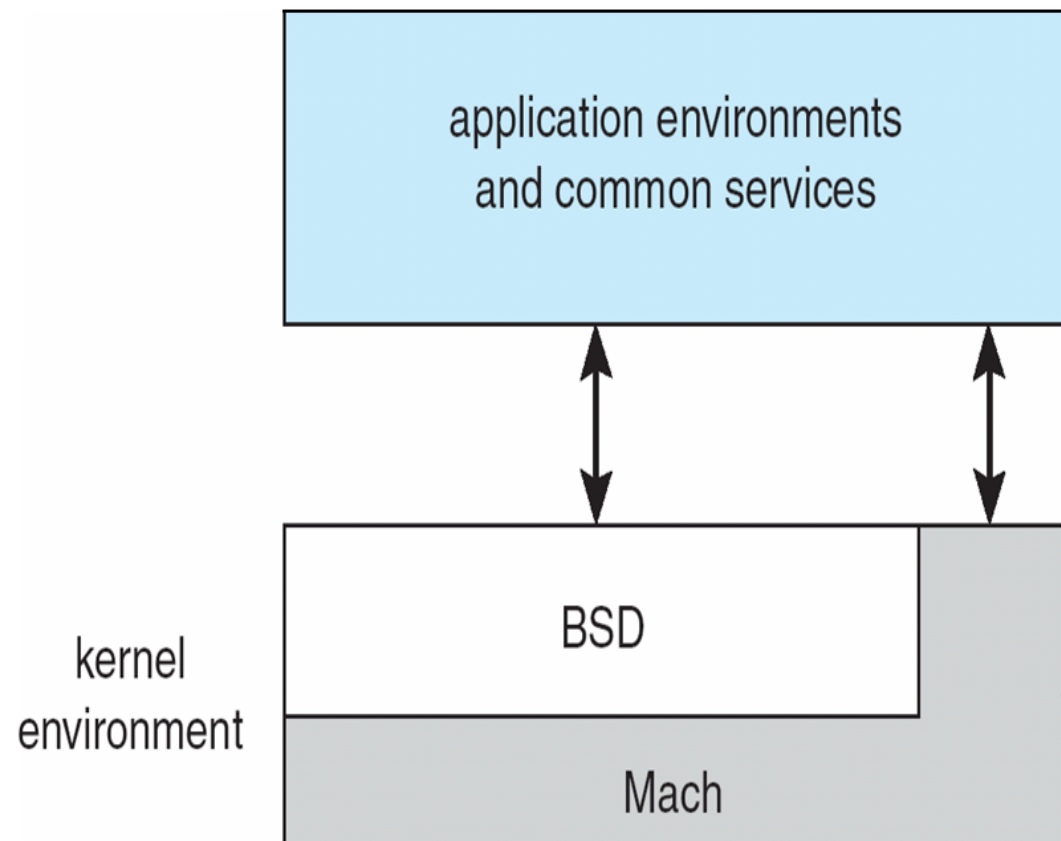 application environments
and common services
BSD
kernel
environment
Mach